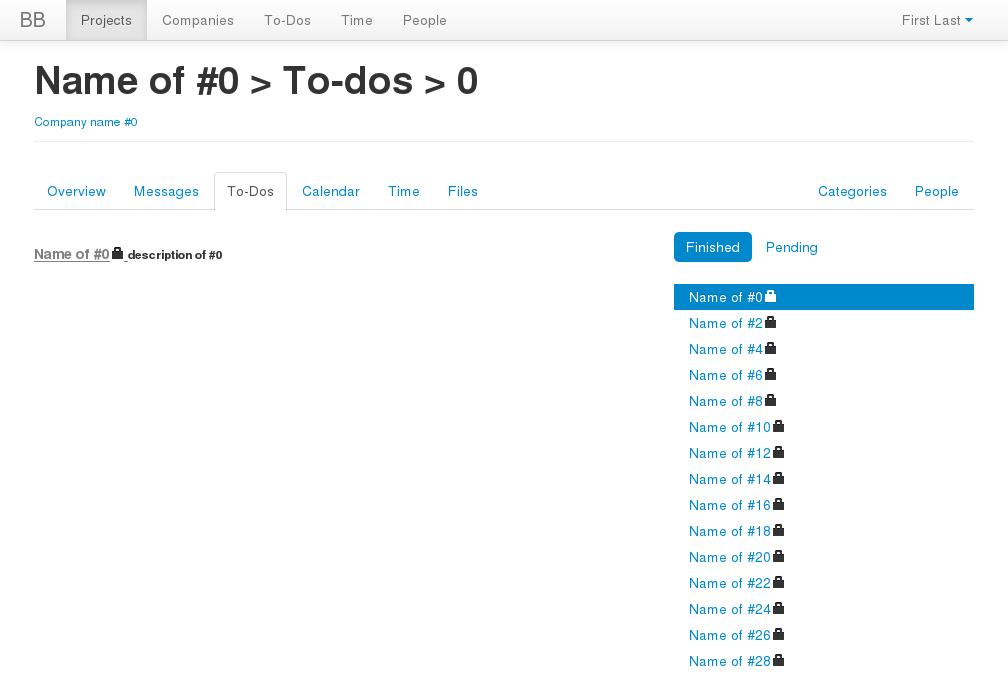 BB Projects Companies To-Dos Time People First Last
Name of #0 > To-dos > 0
Company name #0
Overview Messages To-Dos Calendar Time Files Categories People
Name of #0 description of #0
Finished Pending
Name of #0
Name of #2
Name of #4
Name of #6
Name of #8
Name of #10
Name of #12
Name of #14
Name of #16
Name of #18
Name of #20
Name of #22
Name of #24
Name of #26
Name of #28